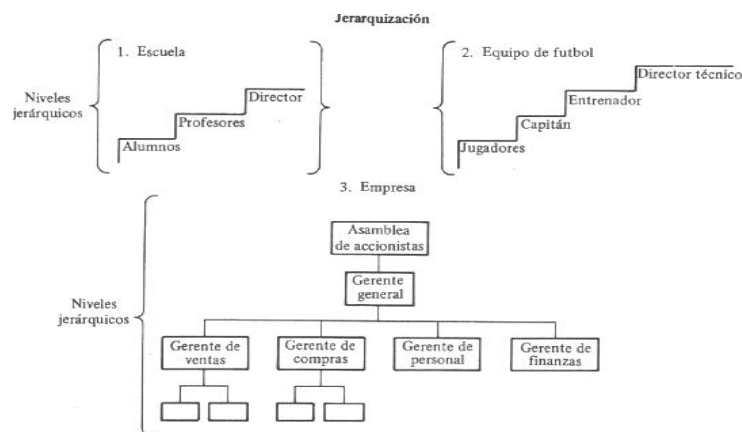 Jerarquización
1. Escuela
Niveles
jerárquicos
Director
Profesores
Alumnos
2. Equipo de futbol
Director técnico
Entrenador
Capitán
Jugadores
3. Empresa
Niveles
jerárquicos
Asamblea
de accionistas
Gerente
general
Gerente de
ventas
Gerente de
compras
Gerente de
personal
Gerente de
finanzas